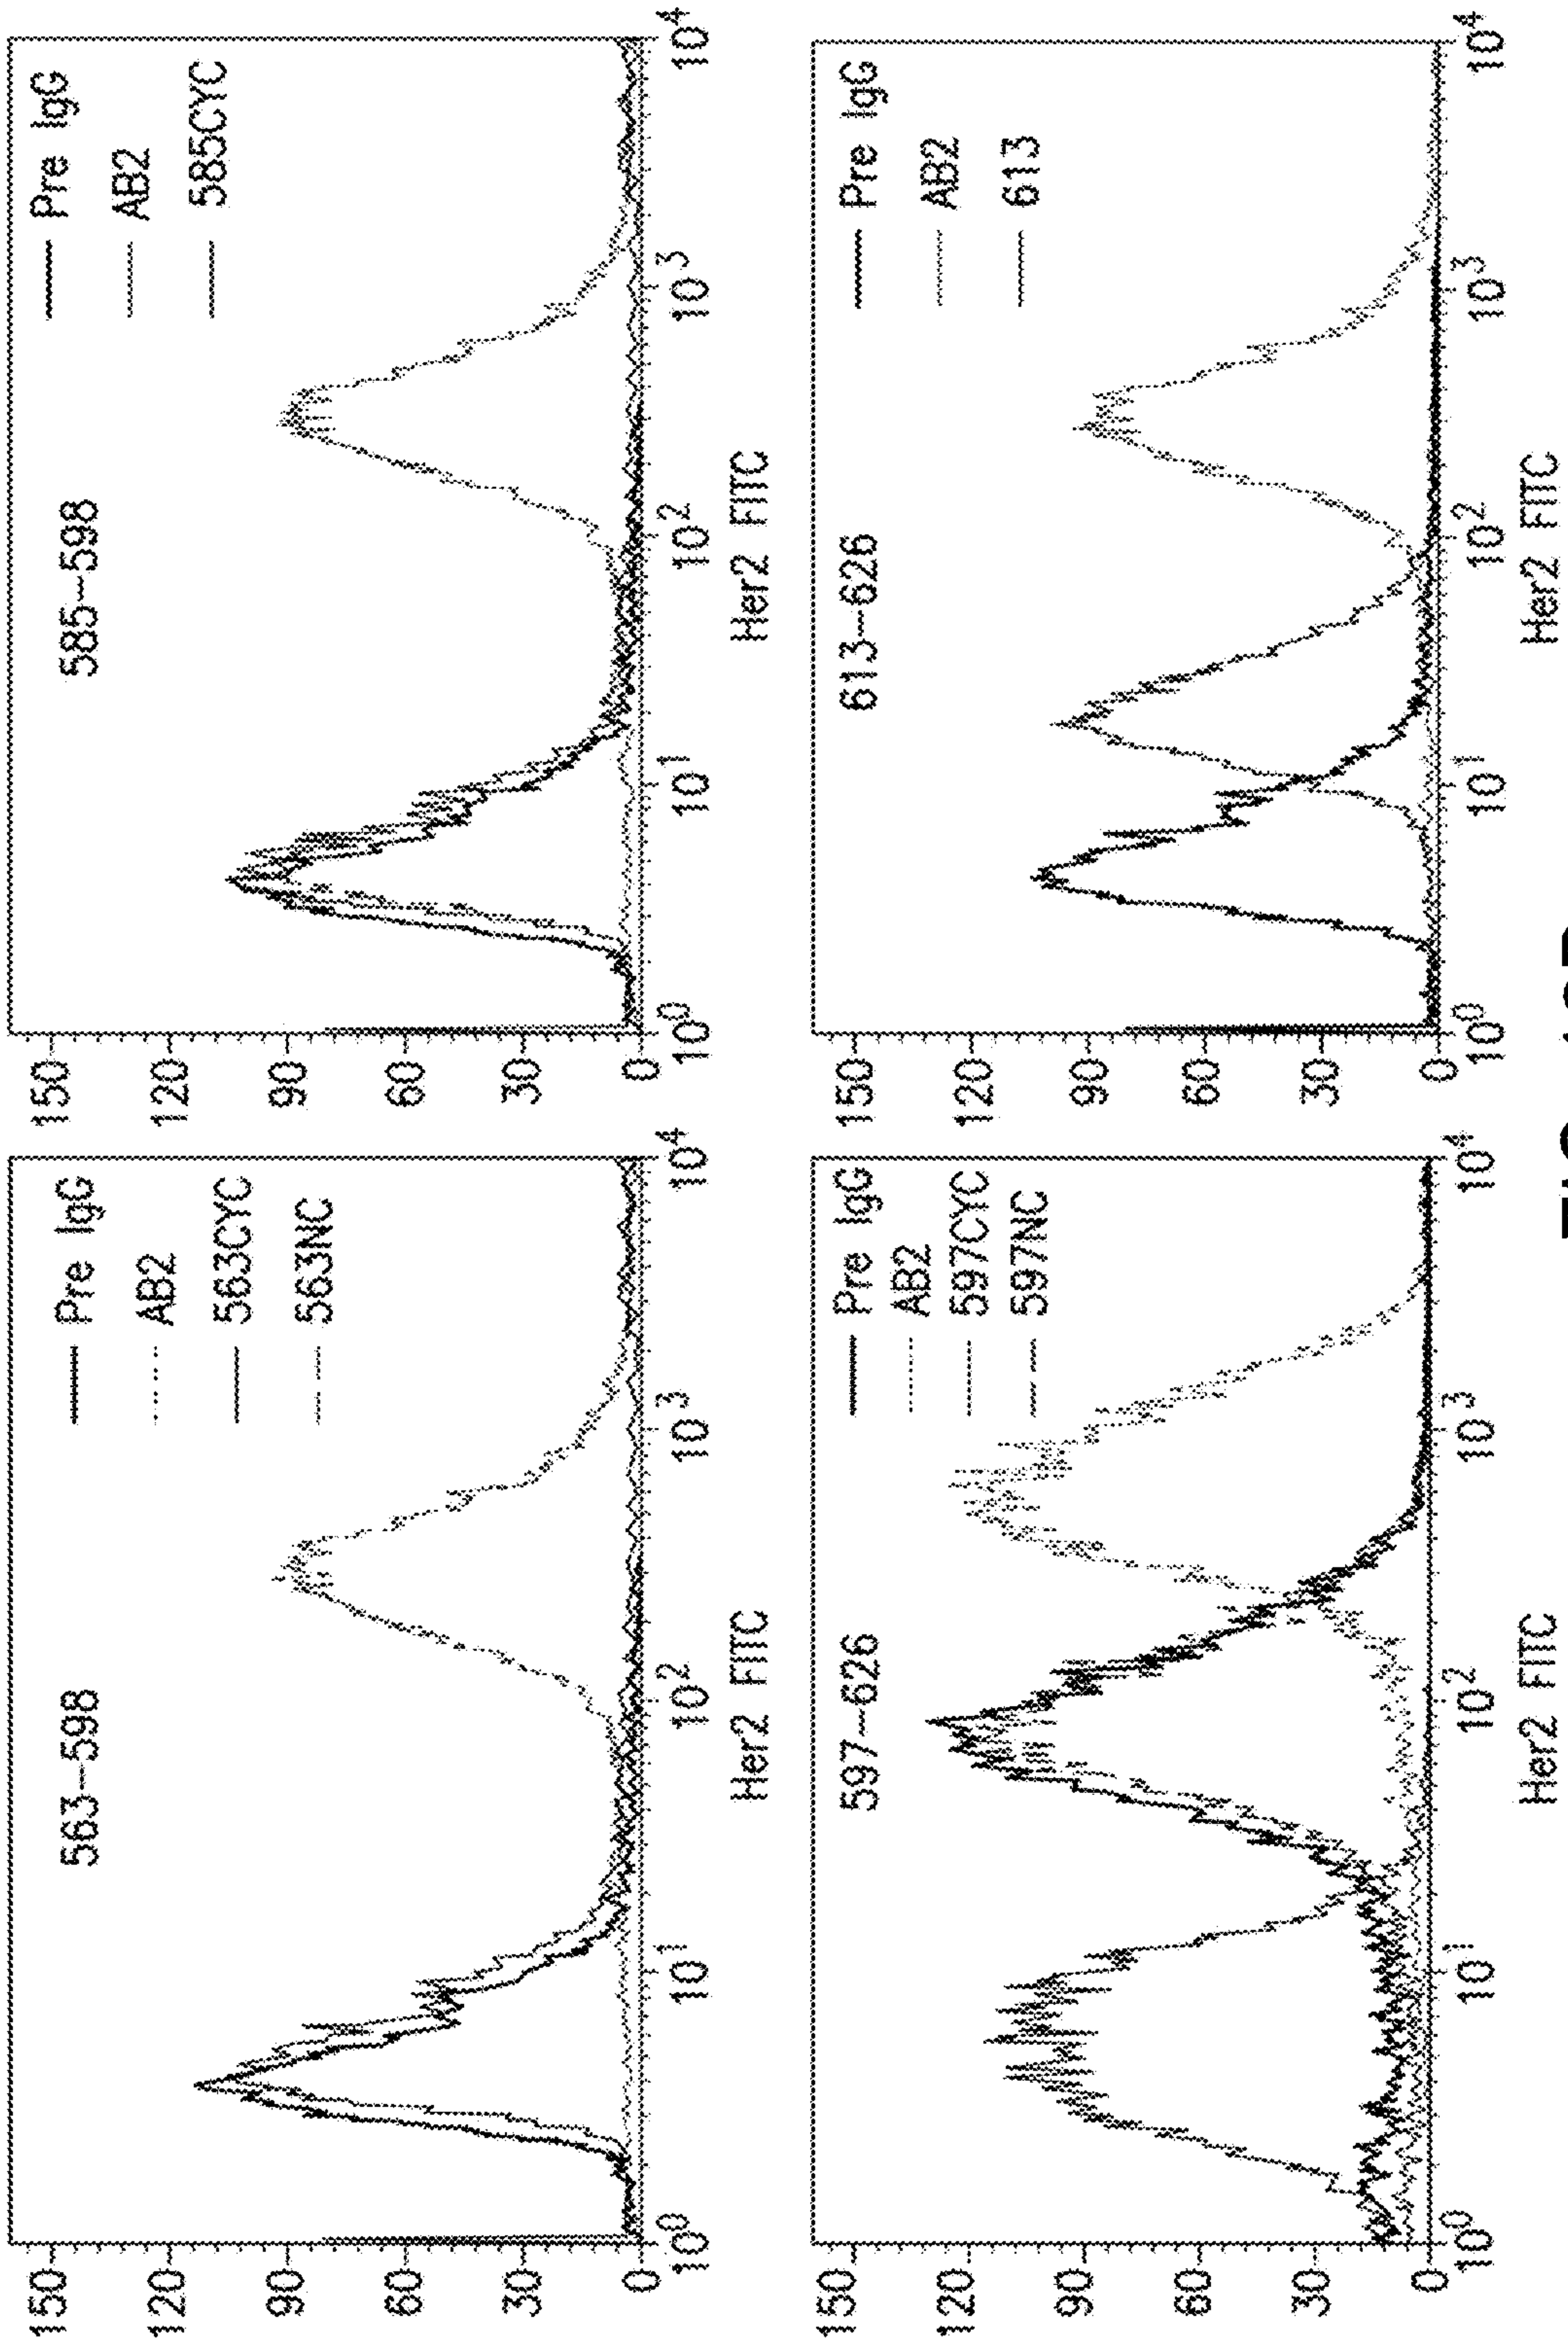 563–598
150
120
90
60
30
0
Pre IgG
AB2
563CYC
563NC
10⁰
10¹
10²
10³
10⁴
Her2 FITC
585–598
150
120
90
60
30
0
Pre IgG
AB2
585CYC
10⁰
10¹
10²
10³
10⁴
Her2 FITC
597–626
150
120
90
60
30
0
Pre IgG
AB2
597CYC
597NC
10⁰
10¹
10²
10³
10⁴
Her2 FITC
613–626
150
120
90
60
30
0
Pre IgG
AB2
613
10⁰
10¹
10²
10³
10⁴
Her2 FITC